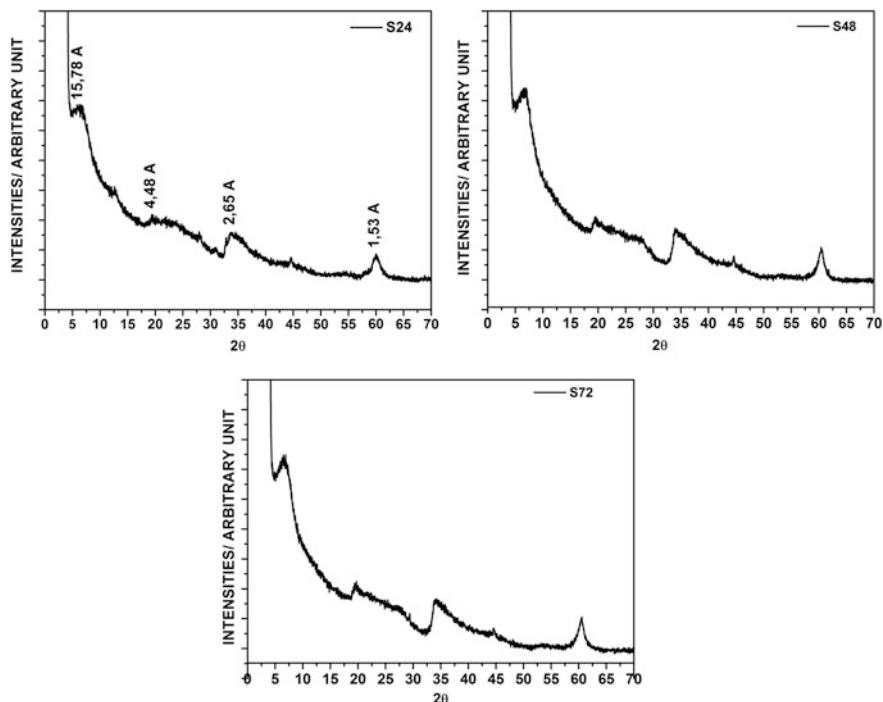 S24
INTENSITIES/ ARBITRARY UNIT
15,78 A
4,48 A
2,65 A
1,53 A
0 5 10 15 20 25 30 35 40 45 50 55 60 65 70
2θ
S48
INTENSITIES/ ARBITRARY UNIT
0 5 10 15 20 25 30 35 40 45 50 55 60 65 70
2θ
S72
INTENSITIES/ ARBITRARY UNIT
0 5 10 15 20 25 30 35 40 45 50 55 60 65 70
2θ